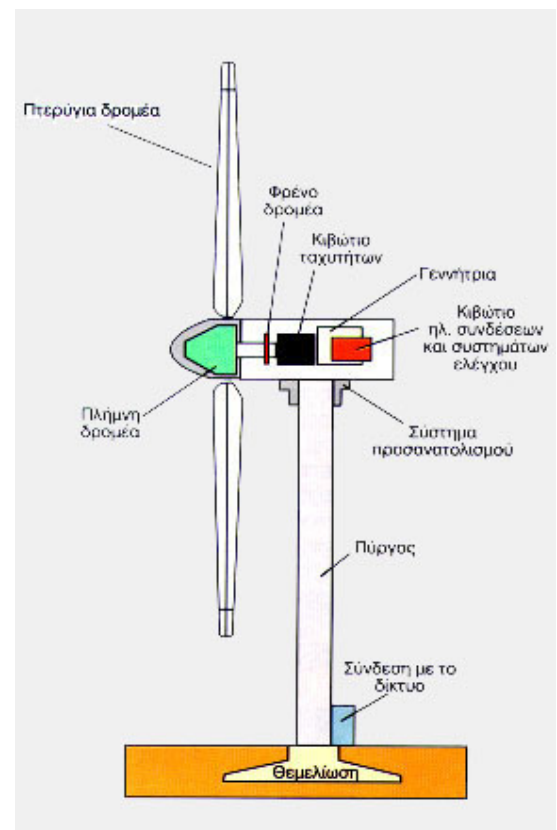 Πτερύγια δρομέα
Φρένο
δρομέα
Κιβώτιο
ταχυτήτων
Γεννήτρια
Κιβώτιο
ηλ. συνδέσεων
και συστημάτων
ελέγχου
Πλήμνη
δρομέα
Σύστημα
προσανατολισμού
Πύργος
Σύνδεση με το
δίκτυο
Θεμελίωση